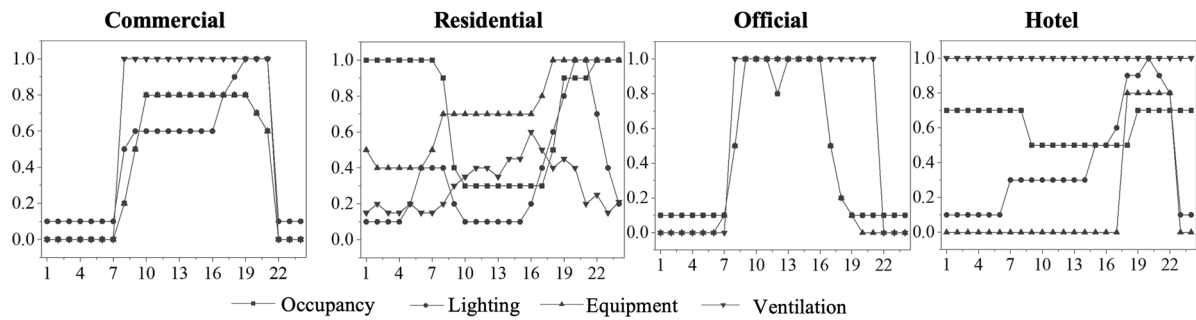 Commercial Residential Official Hotel
1.0 1.0 1.0 1.0
0.8 0.8 0.8 0.8
0.6 0.6 0.6 0.6
0.4 0.4 0.4 0.4
0.2 0.2 0.2 0.2
0.0 0.0 0.0 0.0
1 4 7 10 13 16 19 22 1 4 7 10 13 16 19 22 1 4 7 10 13 16 19 22 1 4 7 10 13 16 19 22
Occupancy Lighting Equipment Ventilation